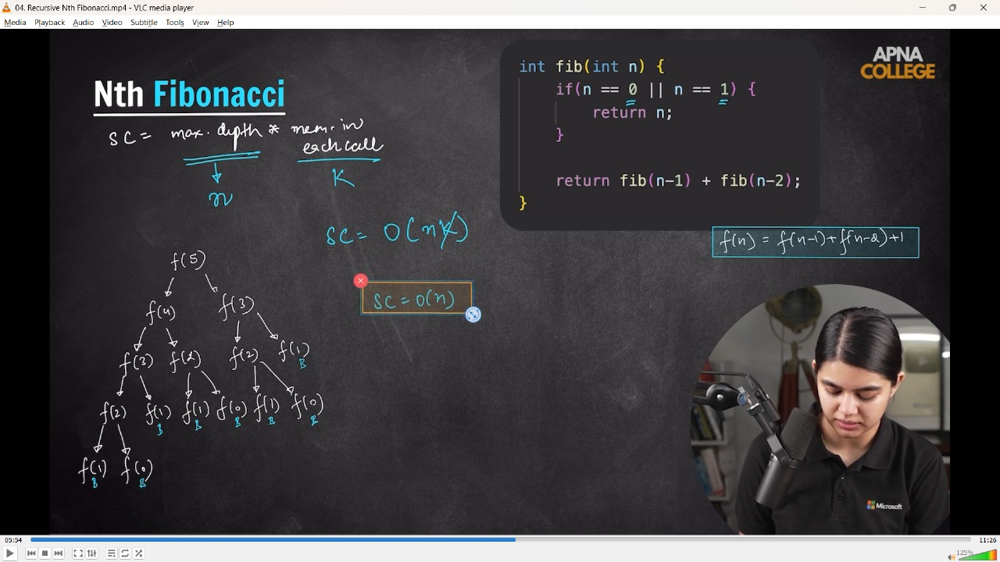 04. Recursive Nth Fibonacci.mp4 - VLC media player
Media Playback Audio Video Subtitle Tools View Help
APNA
COLLEGE
Nth Fibonacci
SC = max. depth * mem. in
each call
n
K
SC = O(nK)
SC = O(n)
int fib(int n) {
if(n == 0 || n == 1) {
return n;
}
return fib(n-1) + fib(n-2);
}
f(n) = f(n-1)+f(n-2)+1
f(5)
f(4) f(3)
f(3) f(2) f(2) f(1)
B
f(2) f(1) f(1) f(0) f(1) f(0)
B B B B B
f(1) f(0)
B B
Microsoft
05:54
11:26
125%